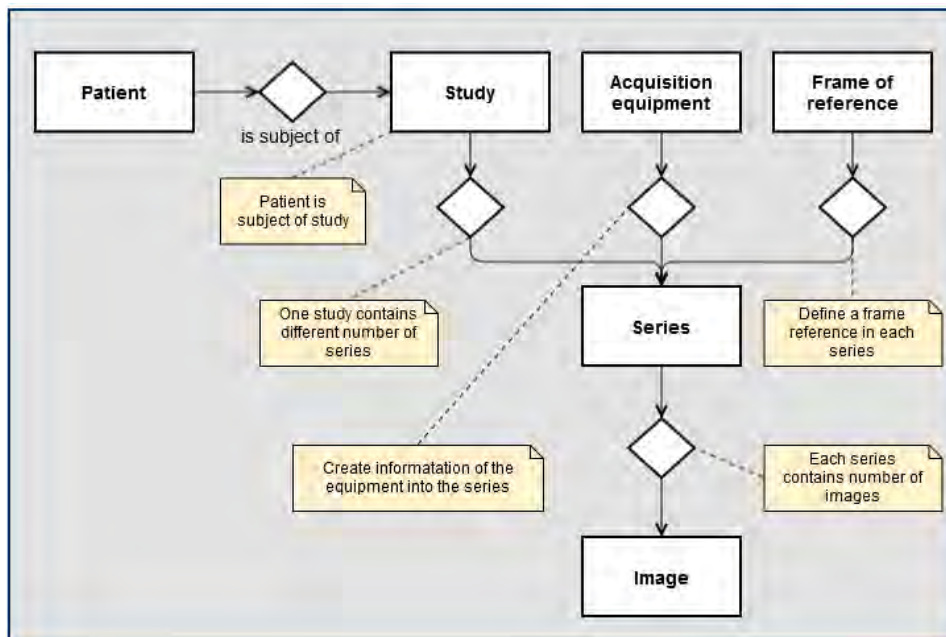 Patient
is subject of
Study
Acquisition
equipment
Frame of
reference
Patient is
subject of study
One study contains
different number of
series
Series
Define a frame
reference in each
series
Create informatation of the
equipment into the series
Each series
contains number of
images
Image